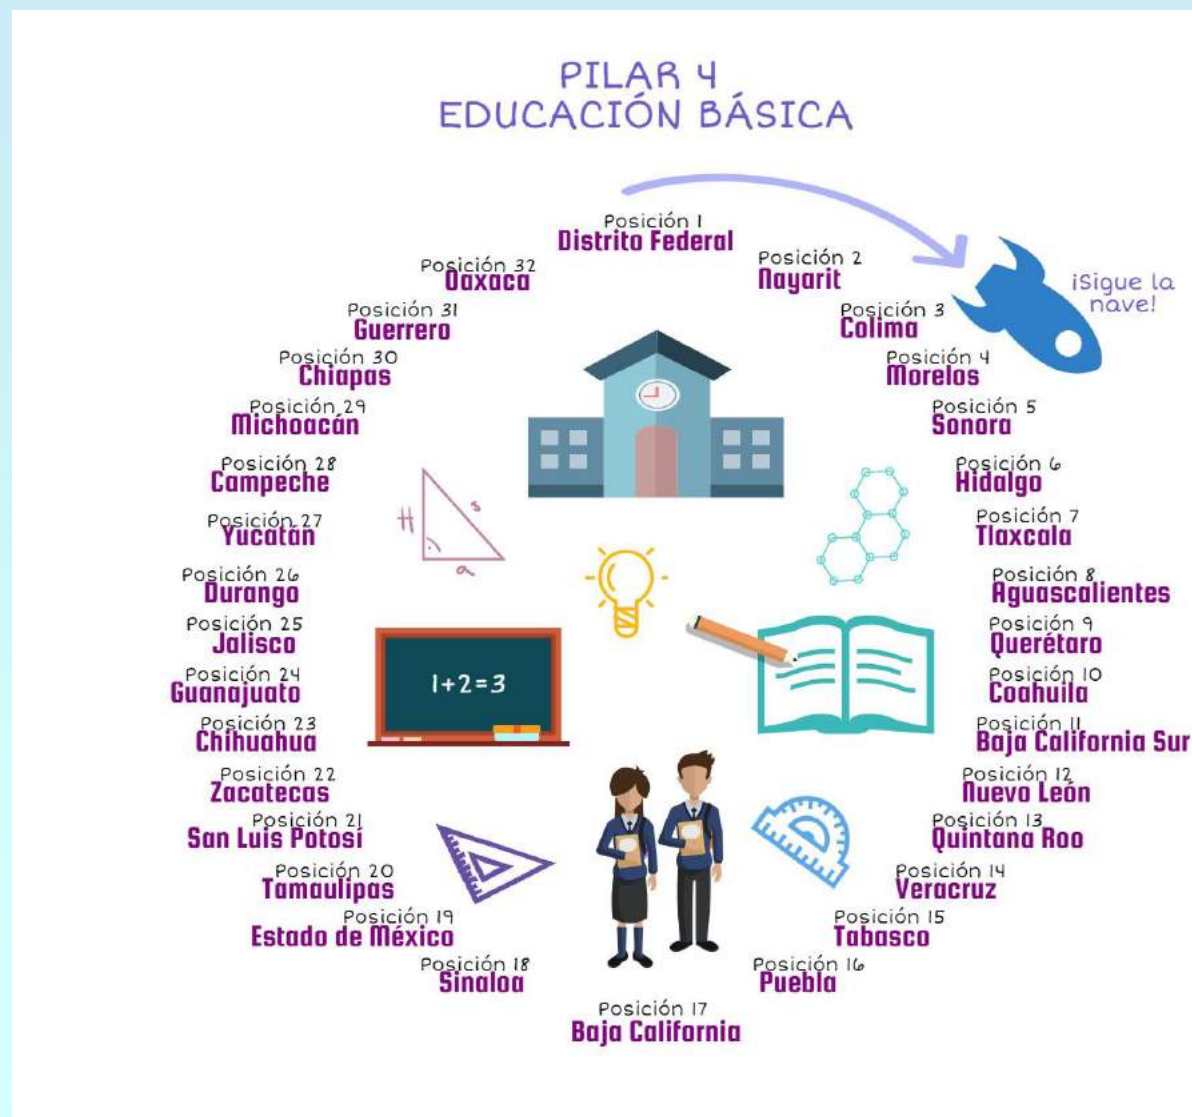 PILAR 4
EDUCACIÓN BÁSICA
Posición 1
Distrito Federal
Posición 2
Nayarit
¡Sigue la
nave!
Posición 3
Colima
Posición 4
Morelos
Posición 5
Sonora
Posición 6
Hidalgo
Posición 7
Tlaxcala
Posición 8
Aguascalientes
Posición 9
Querétaro
Posición 10
Coahuila
Posición 11
Baja California Sur
Posición 12
Nuevo León
Posición 13
Quintana Roo
Posición 14
Veracruz
Posición 15
Tabasco
Posición 16
Puebla
Posición 17
Baja California
Posición 18
Sinaloa
Posición 19
Estado de México
Posición 20
Tamaulipas
Posición 21
San Luis Potosí
Posición 22
Zacatecas
Posición 23
Chihuahua
Posición 24
Guanajuato
Posición 25
Jalisco
Posición 26
Durango
Posición 27
Yucatán
Posición 28
Campeche
Posición 29
Michoacán
Posición 30
Chiapas
Posición 31
Guerrero
Posición 32
Oaxaca
H
s
a
1+2=3